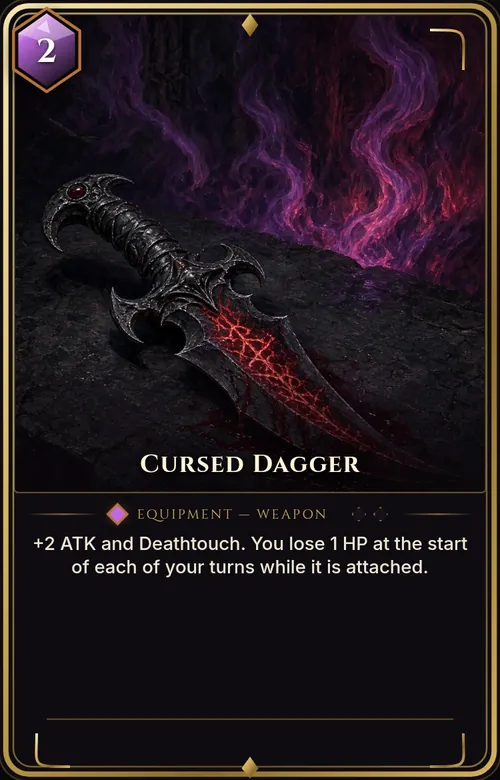 2
CURSED DAGGER
EQUIPMENT — WEAPON
+2 ATK and Deathtouch. You lose 1 HP at the start
of each of your turns while it is attached.